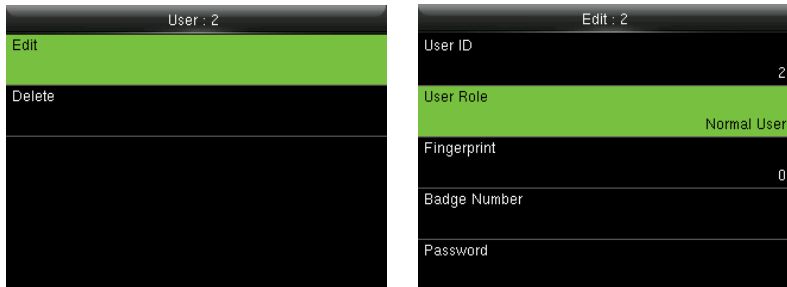 User : 2
Edit
Delete
Edit : 2
User ID
2
User Role
Normal User
Fingerprint
0
Badge Number
Password